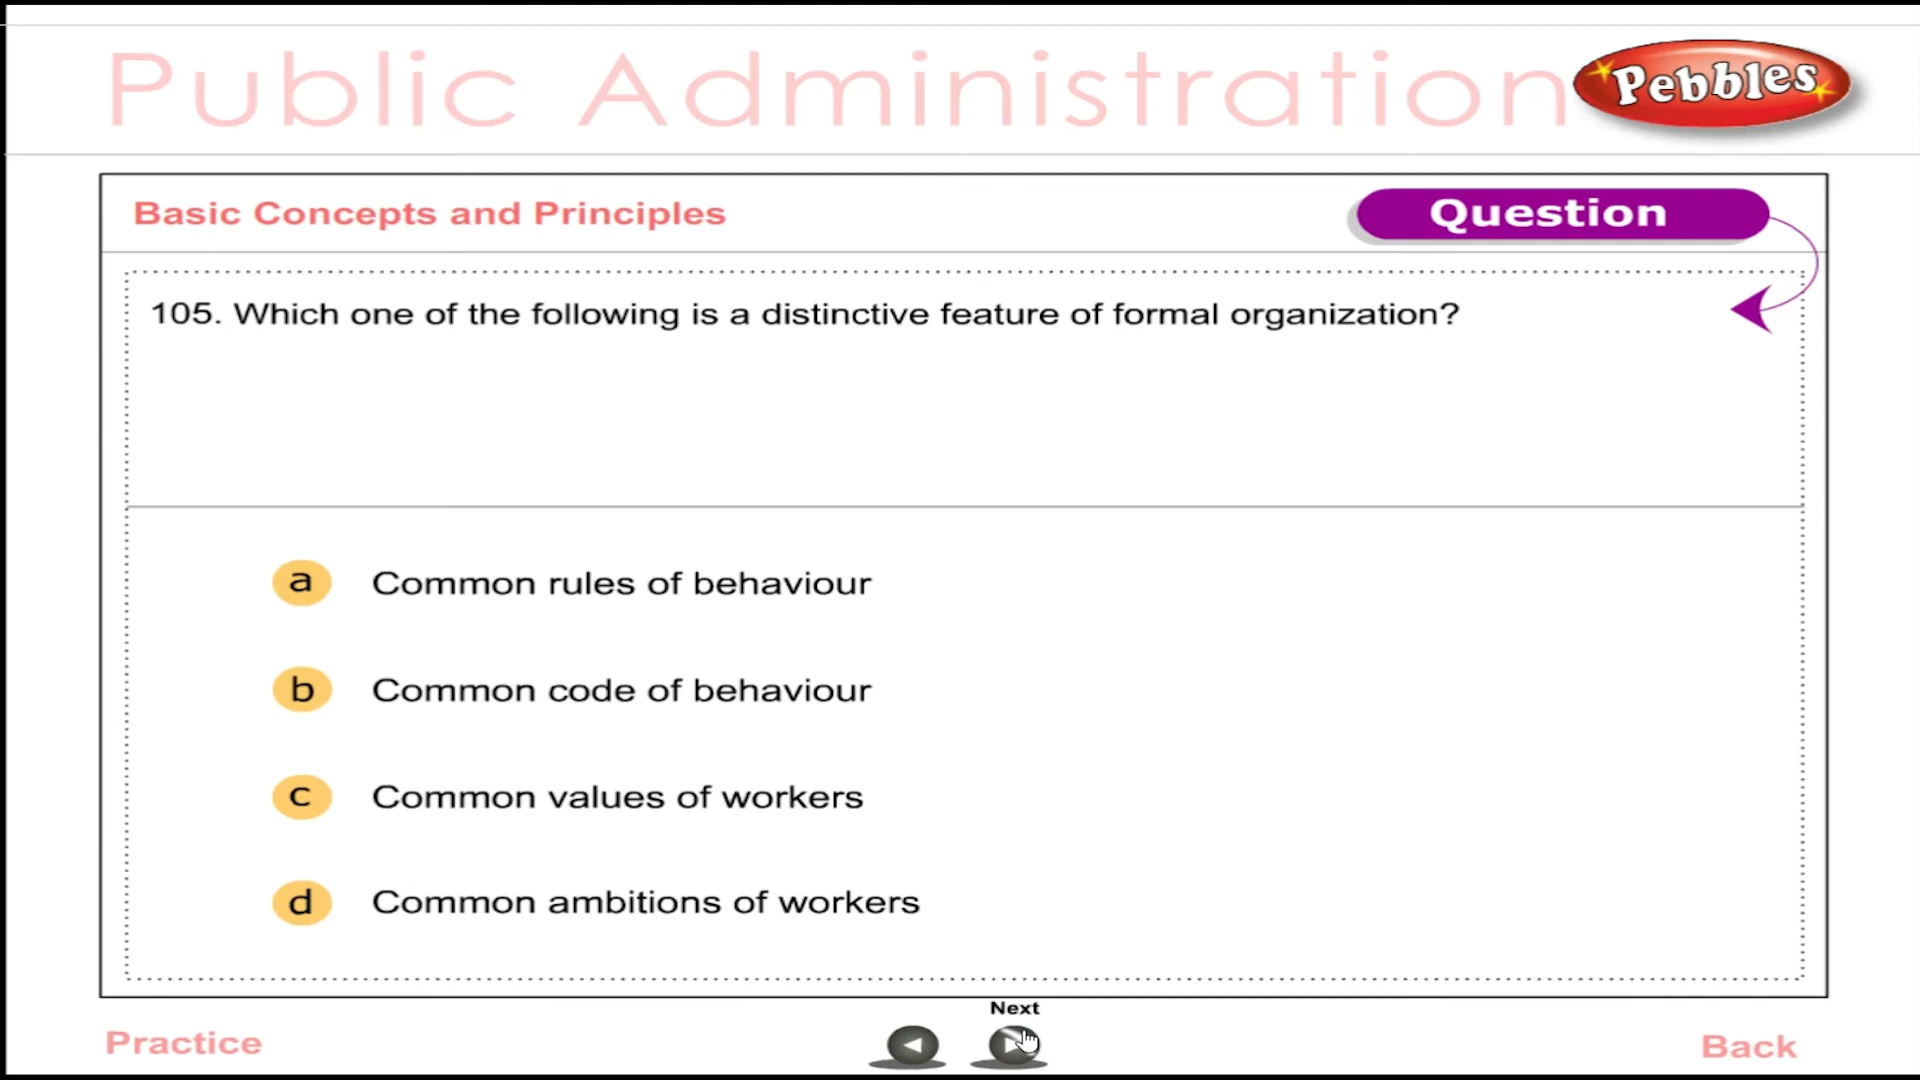 Public Administration
Pebbles
Basic Concepts and Principles
Question
105. Which one of the following is a distinctive feature of formal organization?
a Common rules of behaviour
b Common code of behaviour
c Common values of workers
d Common ambitions of workers
Next
Practice
Back